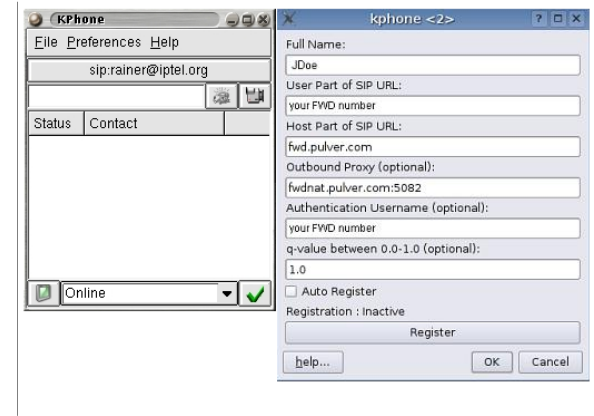 KPhone
File Preferences Help
sip:rainer@iptel.org
Status Contact
Online
kphone <2>
Full Name:
JDoe
User Part of SIP URL:
your FWD number
Host Part of SIP URL:
fwd.pulver.com
Outbound Proxy (optional):
fwdnat.pulver.com:5082
Authentication Username (optional):
your FWD number
q-value between 0.0-1.0 (optional):
1.0
Auto Register
Registration : Inactive
Register
help... OK Cancel